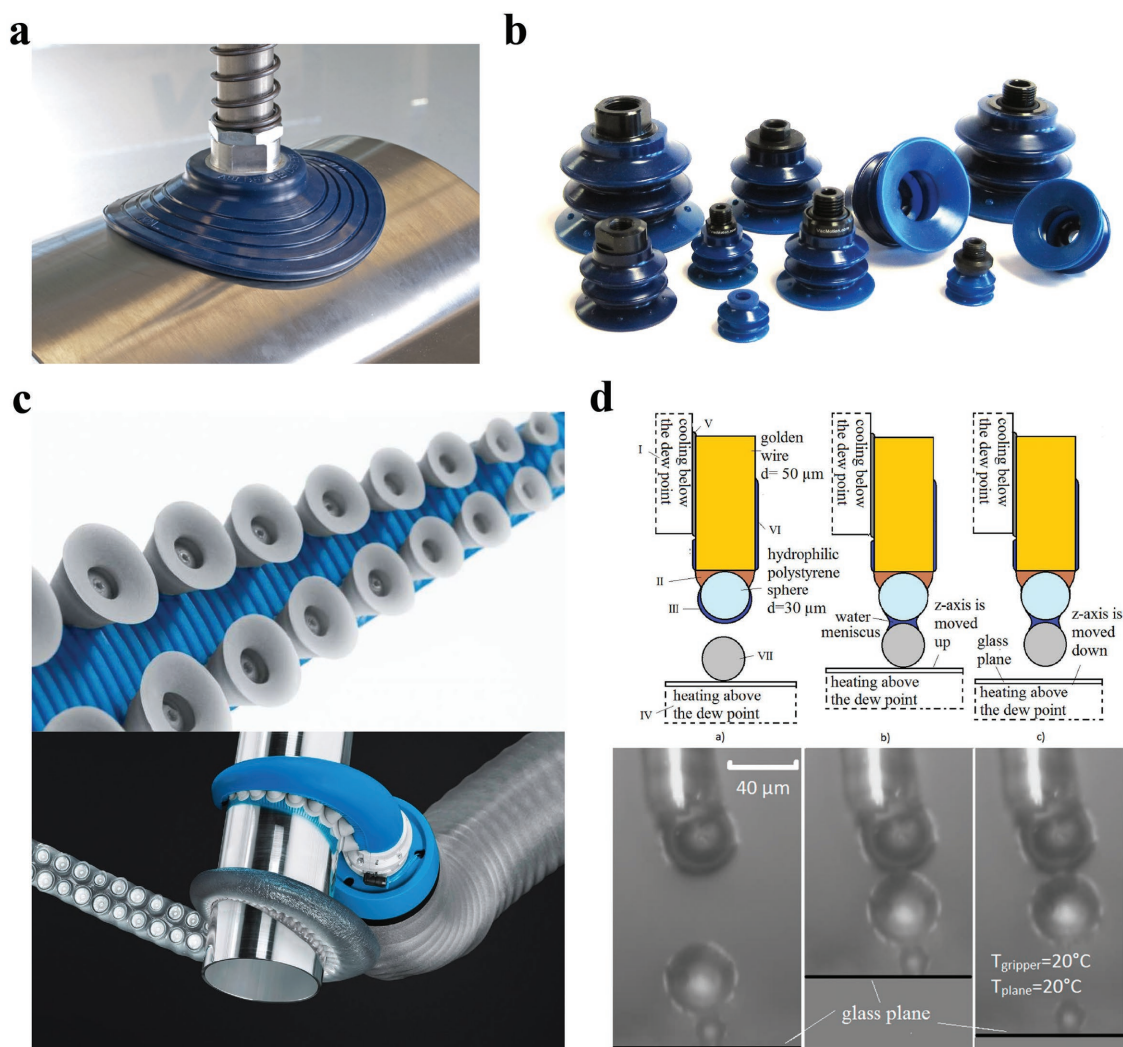 a
b
c
d
cooling below
the dew point
I
V
golden
wire
d= 50 μm
VI
hydrophilic
polystyrene
sphere
d=30 μm
II
III
VII
heating above
the dew point
IV
a)
cooling below
the dew point
water
meniscus
z-axis is
moved
up
heating above
the dew point
b)
cooling below
the dew point
z-axis is
moved
down
glass
plane
heating above
the dew point
c)
40 μm
Tgripper=20°C
Tplane=20°C
glass plane